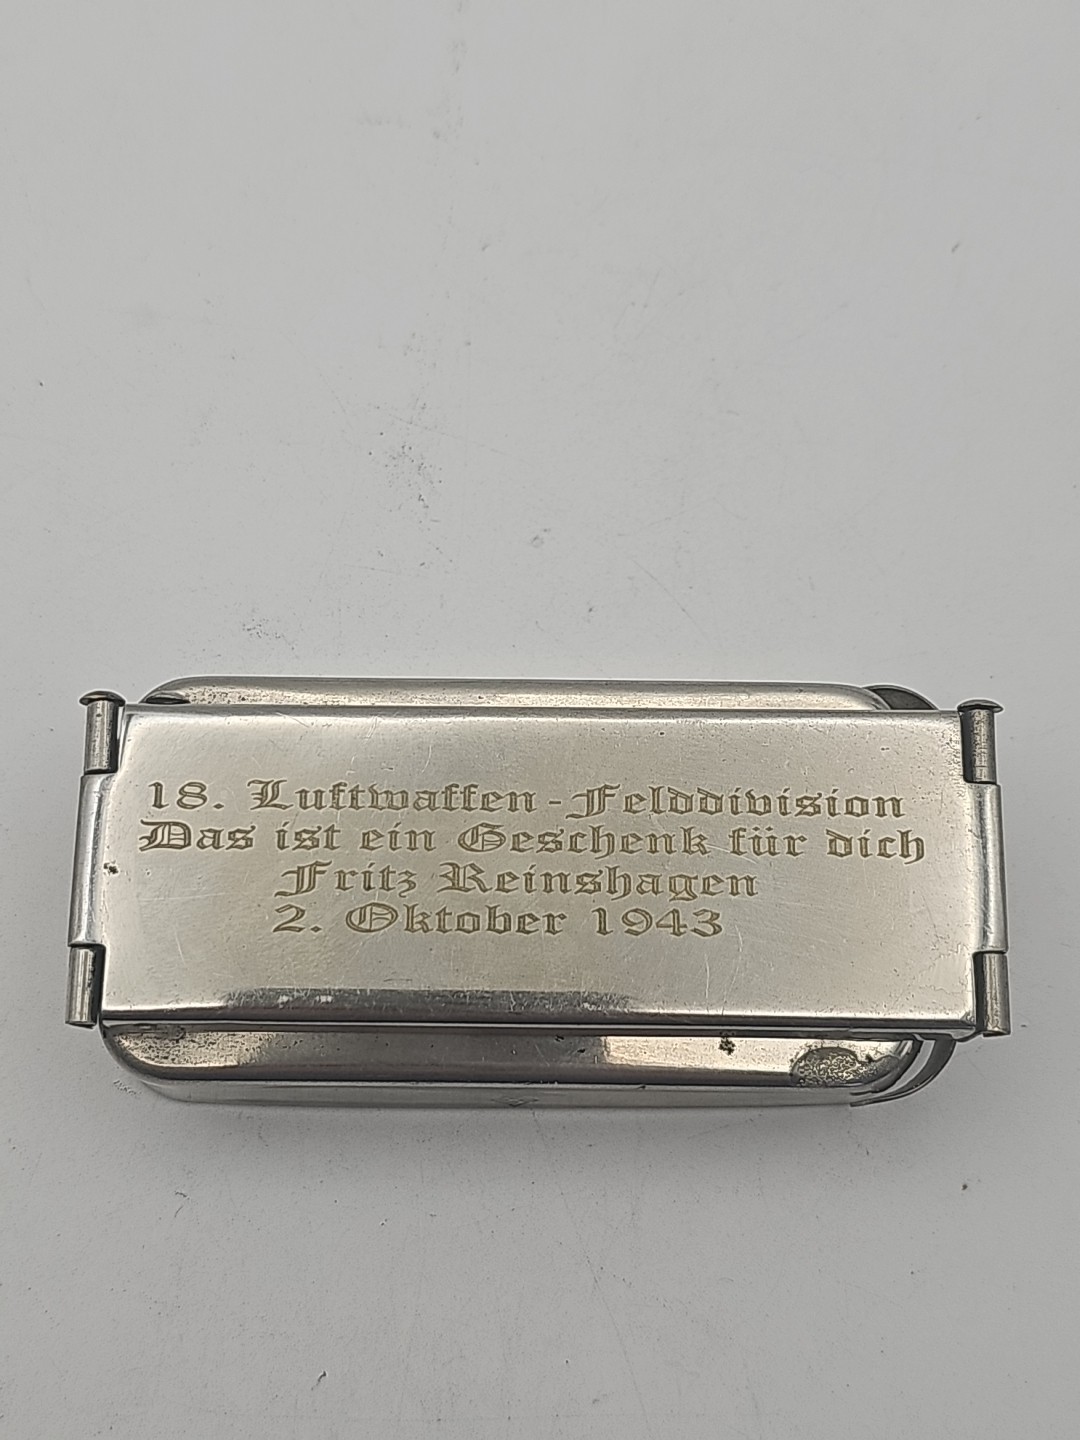 18. Luftwaffen-Felddivision
Das ist ein Geschenk für dich
Fritz Reinshagen
2. Oktober 1943